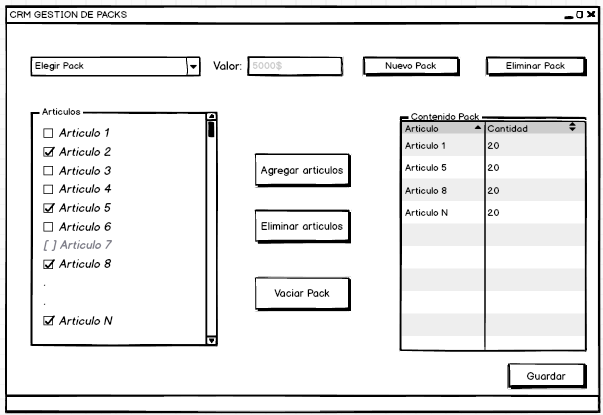 CRM GESTION DE PACKS
Elegir Pack
Valor:
5000$
Nuevo Pack
Eliminar Pack
Articulos
Articulo 1
Articulo 2
Articulo 3
Articulo 4
Articulo 5
Articulo 6
[ ] Articulo 7
Articulo 8
.
.
Articulo N
Agregar articulos
Eliminar articulos
Vaciar Pack
Contenido Pack
Articulo Cantidad
Articulo 1 20
Articulo 5 20
Articulo 8 20
Articulo N 20
Guardar